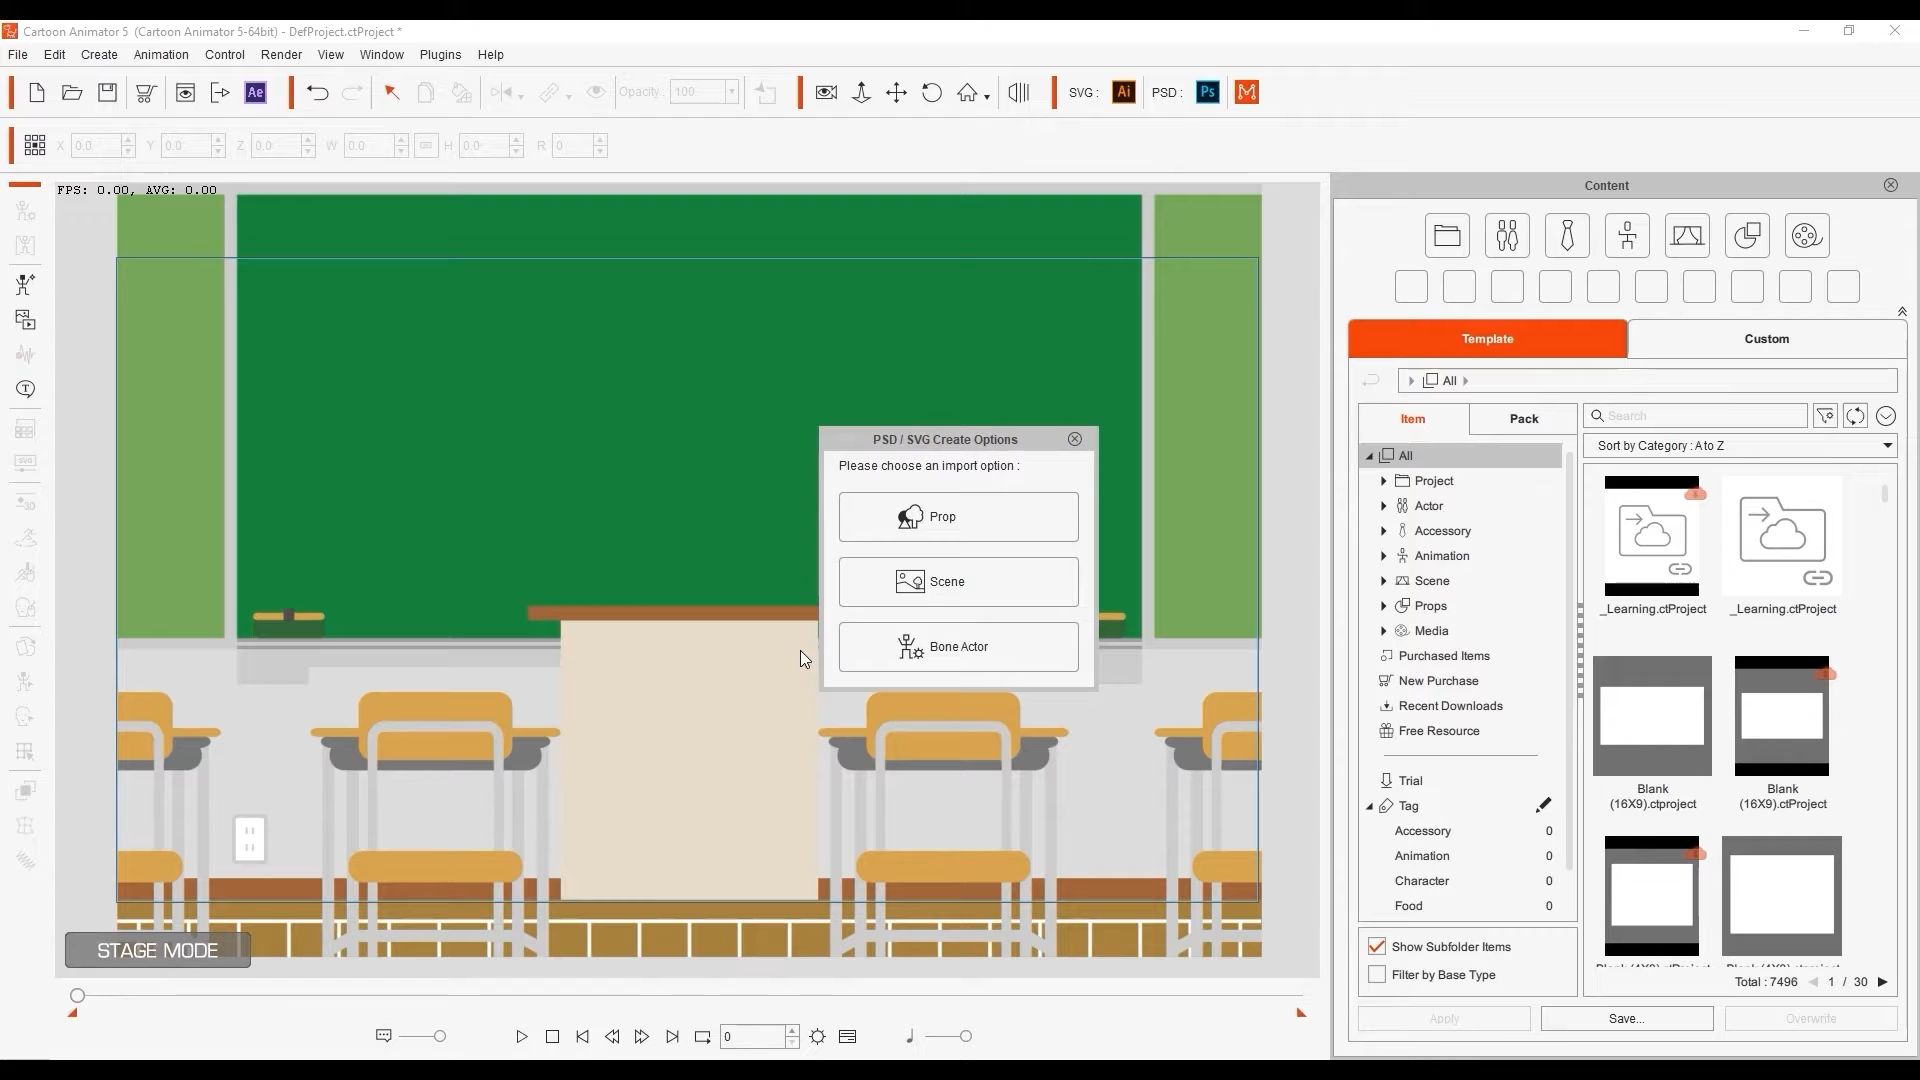 Cartoon Animator 5 (Cartoon Animator 5-64bit) - DefProject.ctProject *
File Edit Create Animation Control Render Plugins View Window Plugins Help
Ae Opacity : 100 SVG : Ai PSD : Ps
X 0.0 Y 0.0 Z 0.0 W 0.0 H 0.0 R 0
FPS: 0.00, AVG: 0.00
PSD / SVG Create Options
Please choose an import option :
Prop
Scene
Bone Actor
STAGE MODE
0
Content
Template Custom
All
Item Pack
Search
Sort by Category : A to Z
All
Project
Actor
Accessory
Animation
Scene
Props
Media
Purchased Items
New Purchase
Recent Downloads
Free Resource
Trial
Tag
Accessory 0
Animation 0
Character 0
Food 0
Show Subfolder Items
Filter by Base Type
_Learning.ctProject _Learning.ctProject
Blank (16X9).ctproject
Blank (16X9).ctProject
Total : 7496 1 / 30
Apply Save... Overwrite